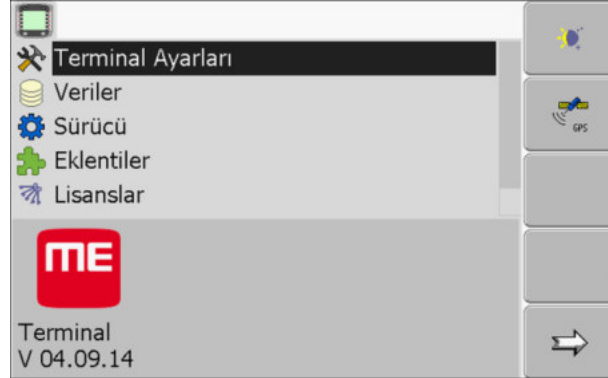 Terminal Ayarları
Veriler
Sürücü
Eklentiler
Lisanslar
GPS
ME
Terminal
V 04.09.14